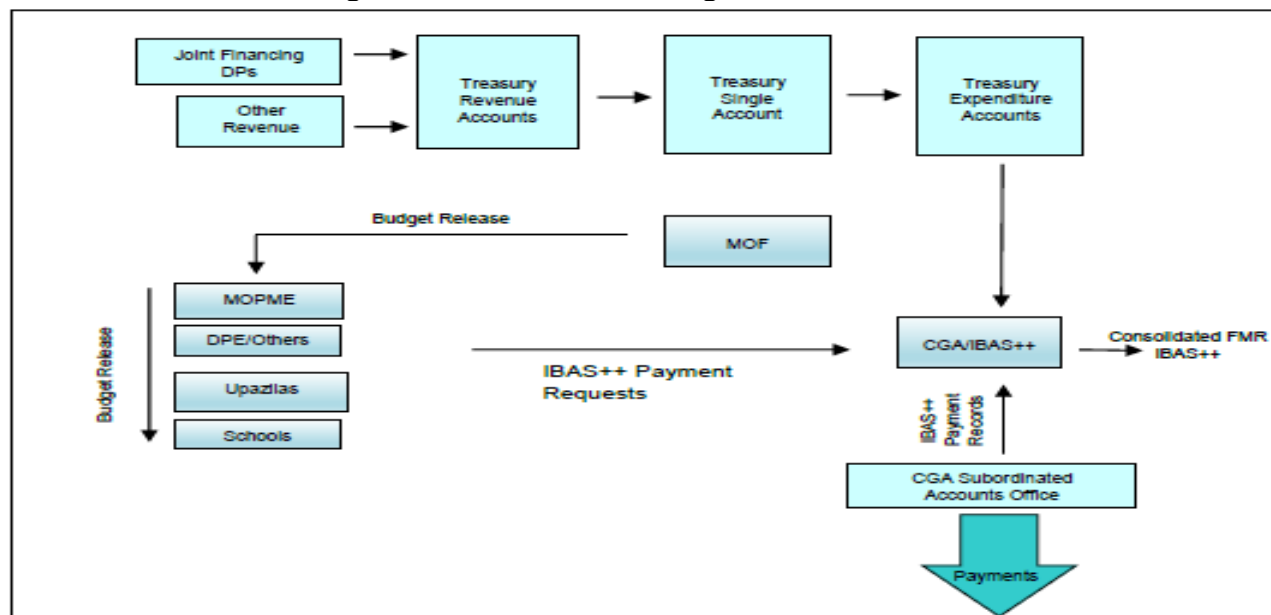 Joint Financing
DPs
Other
Revenue
Treasury
Revenue
Accounts
Treasury
Single
Account
Treasury
Expenditure
Accounts
Budget Release
MOF
MOPME
DPE/Others
Upazilas
Schools
Budget Release
IBAS++ Payment
Requests
CGA/IBAS++
Consolidated FMR
IBAS++
IBAS++
Payment
Records
CGA Subordinated
Accounts Office
Payments